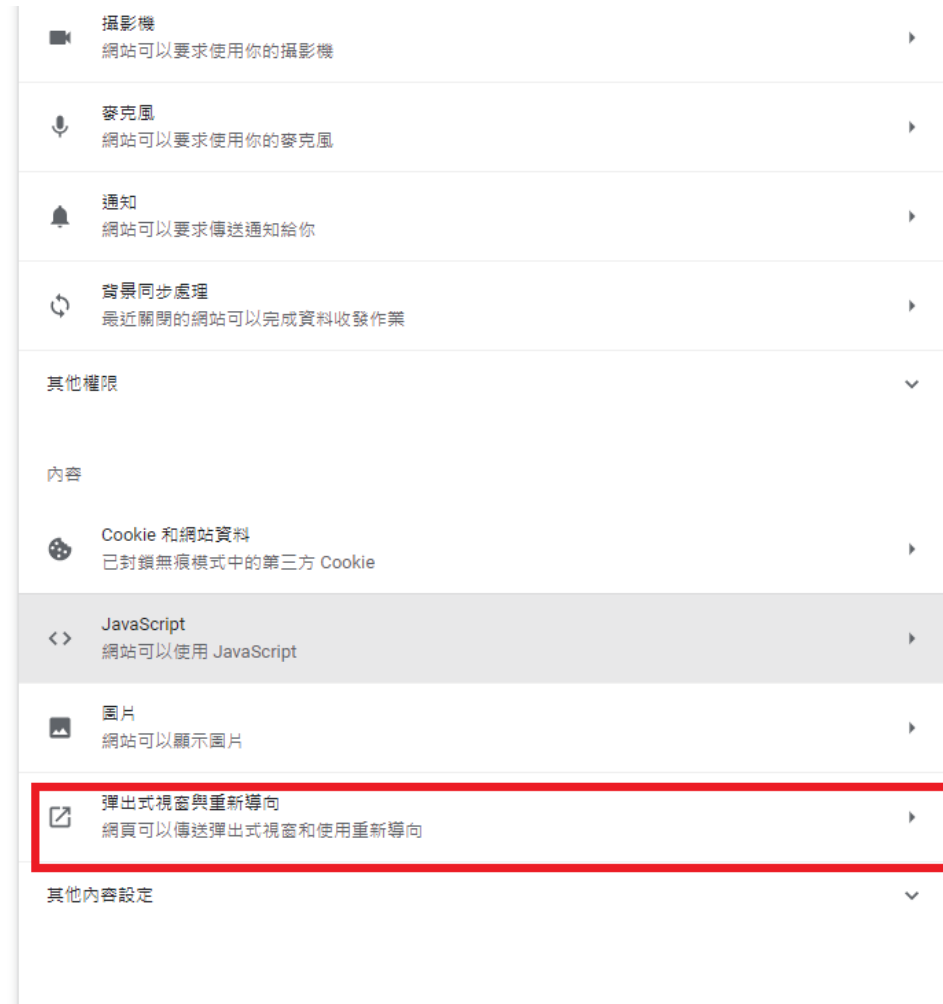 攝影機
網站可以要求使用你的攝影機
麥克風
網站可以要求使用你的麥克風
通知
網站可以要求傳送通知給你
背景同步處理
最近關閉的網站可以完成資料收發作業
其他權限
內容
Cookie 和網站資料
已封鎖無痕模式中的第三方 Cookie
JavaScript
網站可以使用 JavaScript
圖片
網站可以顯示圖片
彈出式視窗與重新導向
網頁可以傳送彈出式視窗和使用重新導向
其他內容設定